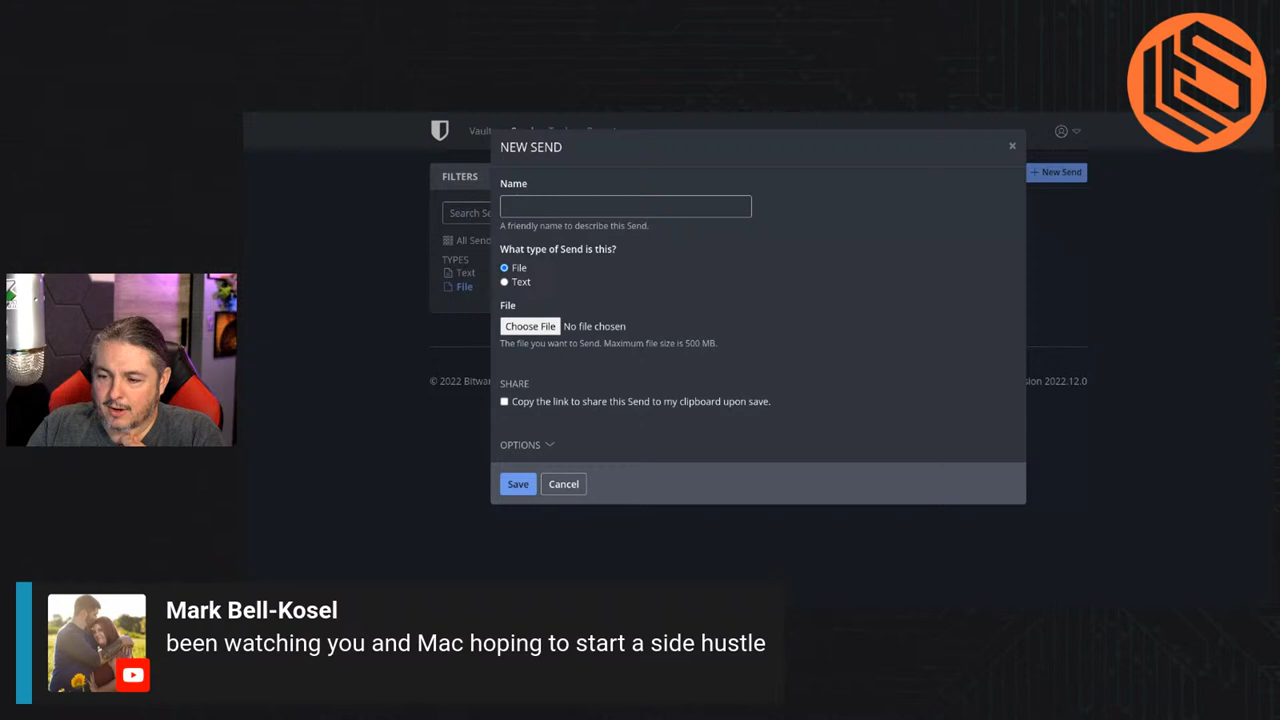 Vault
NEW SEND
×
FILTERS
+ New Send
Name
Search Se
A friendly name to describe this Send.
All Send
What type of Send is this?
TYPES
File
Text
Text
File
File
Choose File No file chosen
The file you want to Send. Maximum file size is 500 MB.
© 2022 Bitwa
sion 2022.12.0
SHARE
Copy the link to share this Send to my clipboard upon save.
OPTIONS
Save
Cancel
Mark Bell-Kosel
been watching you and Mac hoping to start a side hustle